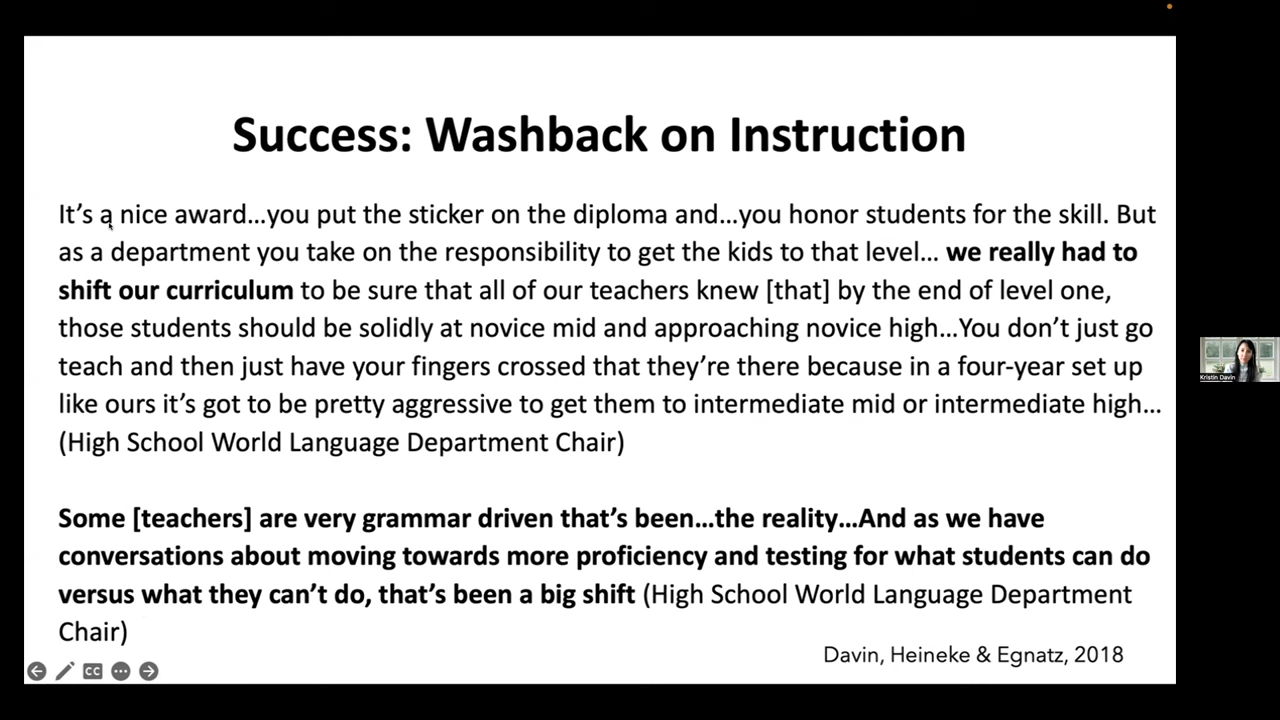 Success: Washback on Instruction
It's a nice award...you put the sticker on the diploma and...you honor students for the skill. But
as a department you take on the responsibility to get the kids to that level... we really had to
shift our curriculum to be sure that all of our teachers knew [that] by the end of level one,
those students should be solidly at novice mid and approaching novice high...You don't just go
teach and then just have your fingers crossed that they're there because in a four-year set up
like ours it's got to be pretty aggressive to get them to intermediate mid or intermediate high...
(High School World Language Department Chair)
Some [teachers] are very grammar driven that's been...the reality...And as we have
conversations about moving towards more proficiency and testing for what students can do
versus what they can't do, that's been a big shift (High School World Language Department
Chair)
Davin, Heineke & Egnatz, 2018
CC
Kristin Davin